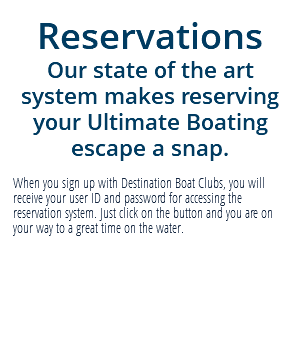 Reservations
Our state of the art
system makes reserving
your Ultimate Boating
escape a snap.
When you sign up with Destination Boat Clubs, you will
receive your user ID and password for accessing the
reservation system. Just click on the button and you are on
your way to a great time on the water.